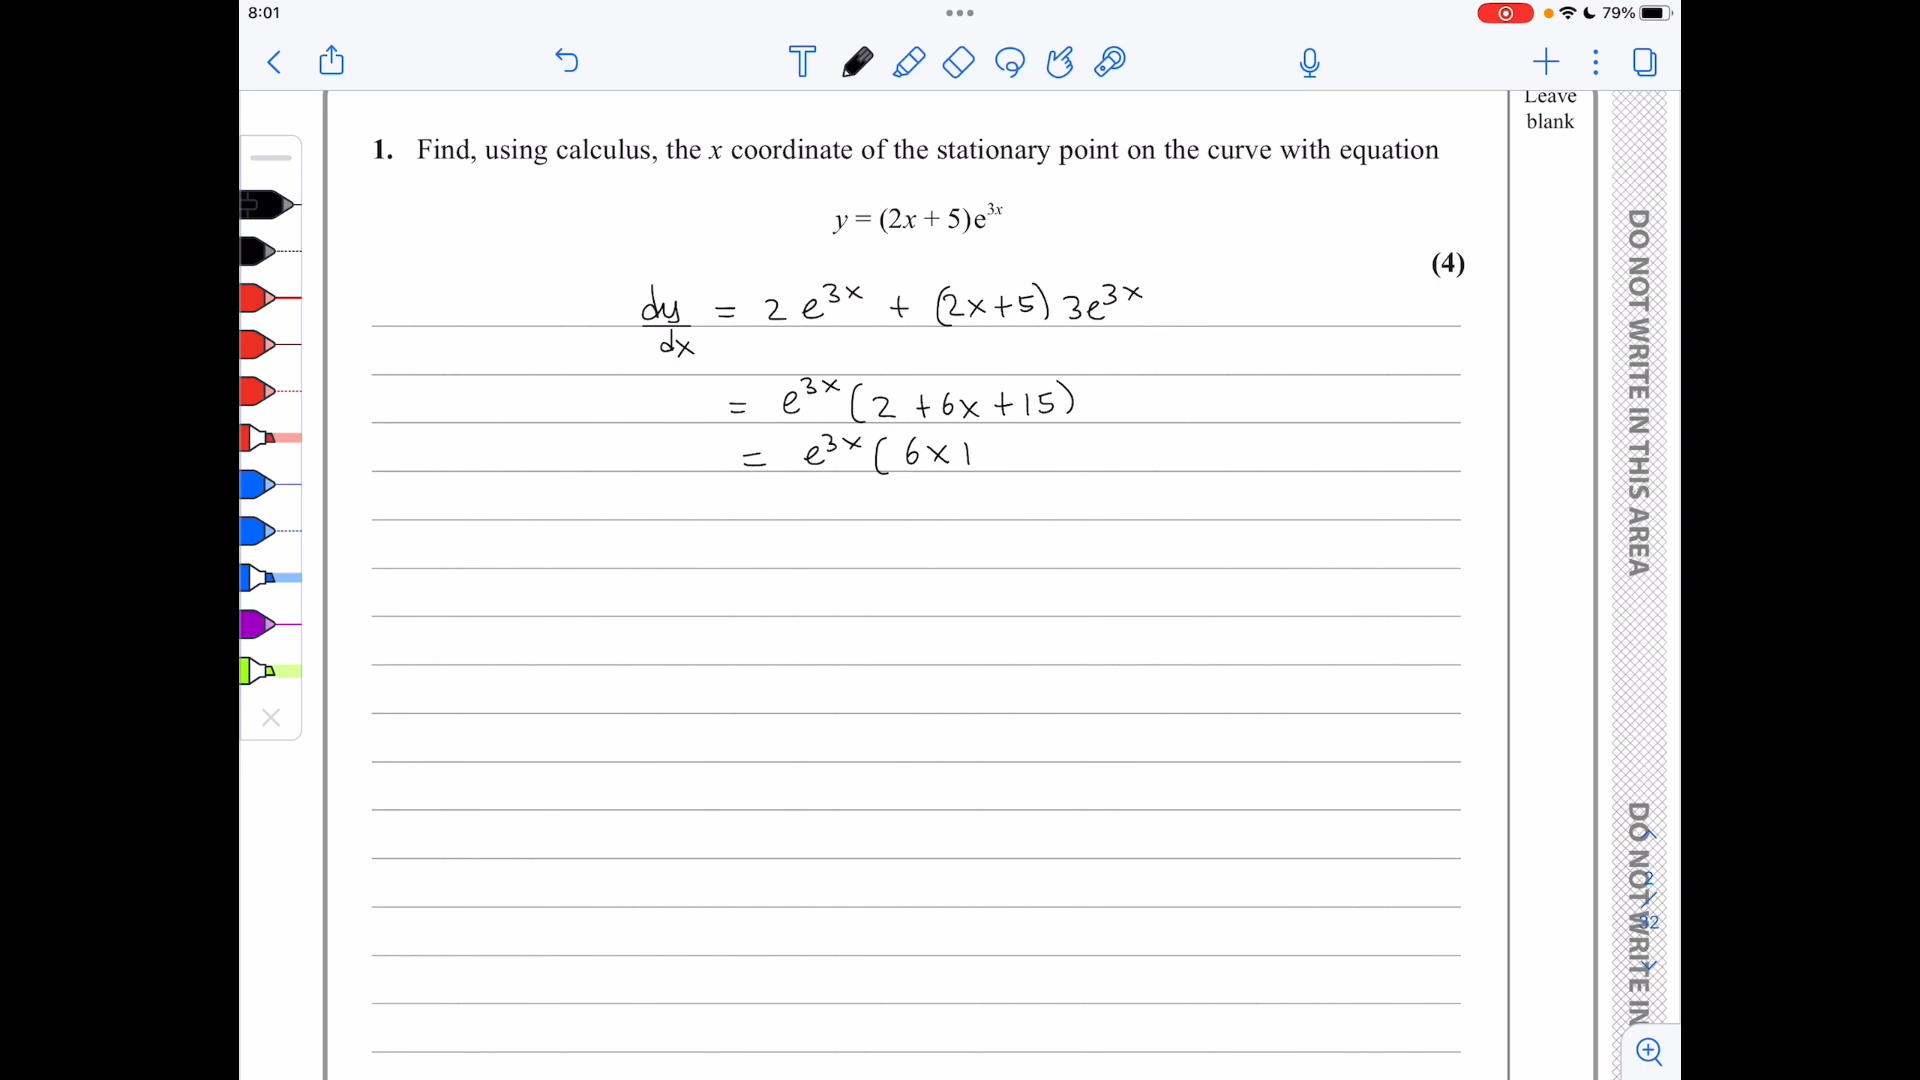 8:01
79%
T
Leave
blank
1. Find, using calculus, the x coordinate of the stationary point on the curve with equation
y = (2x + 5)e^{3x}
(4)
dy/dx = 2 e^{3x} + (2x+5) 3e^{3x}
= e^{3x} (2 + 6x + 15)
= e^{3x} ( 6x 1
DO NOT WRITE IN THIS AREA
DO NOT WRITE IN
2
/
32